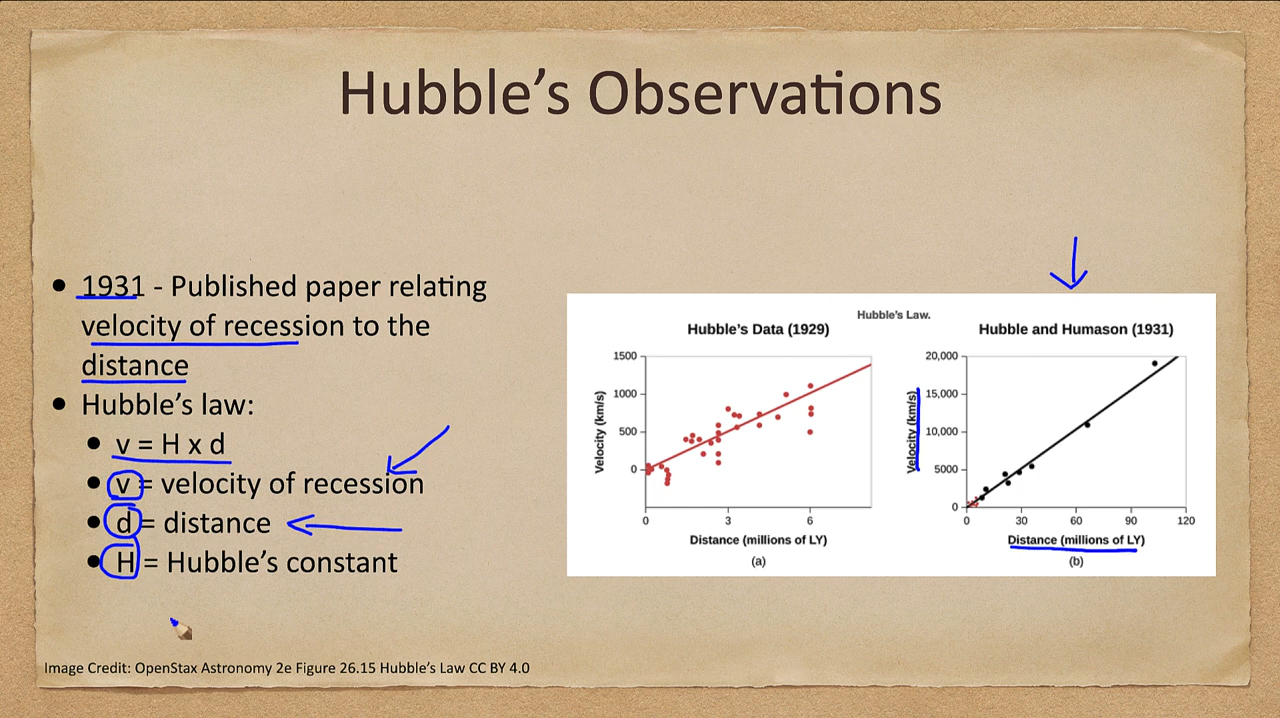 Hubble’s Observations
• 1931 - Published paper relating
velocity of recession to the
distance
• Hubble’s law:
• v = H x d
• v = velocity of recession
• d = distance
• H = Hubble’s constant
Hubble’s Law.
Hubble’s Data (1929)
1500
1000
500
0
Velocity (km/s)
0 3 6
Distance (millions of LY)
(a)
Hubble and Humason (1931)
20,000
15,000
10,000
5000
0
Velocity (km/s)
0 30 60 90 120
Distance (millions of LY)
(b)
Image Credit: OpenStax Astronomy 2e Figure 26.15 Hubble’s Law CC BY 4.0